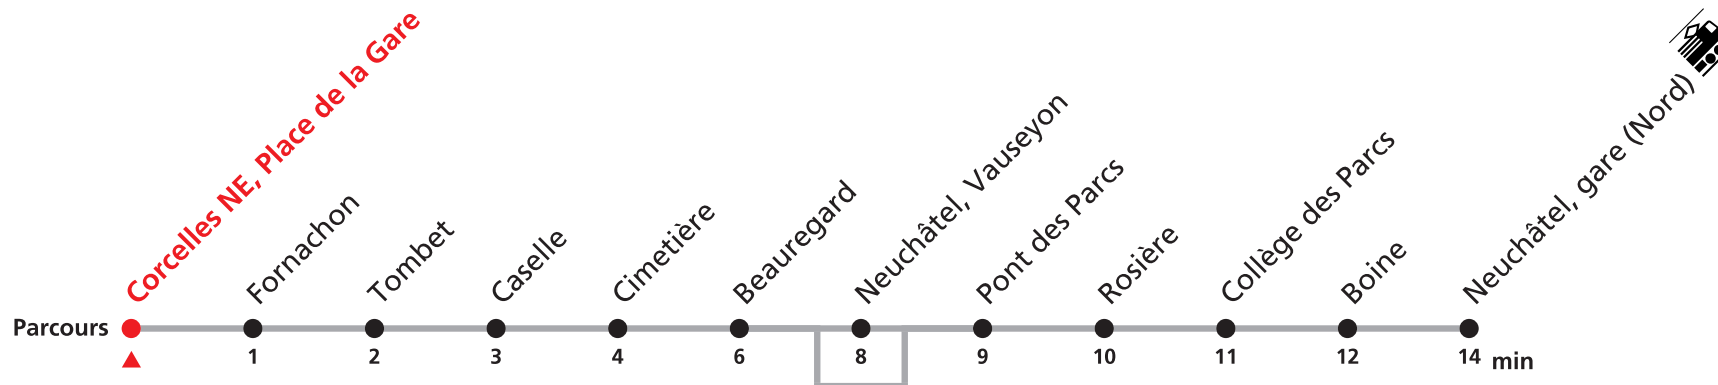 Corcelles NE, Place de la Gare
Fornachon
Tombet
Caselle
Cimetière
Beauregard
Neuchâtel, Vauseyon
Pont des Parcs
Rosière
Collège des Parcs
Boine
Neuchâtel, gare (Nord)
Parcours
1 2 3 4 6 8 9 10 11 12 14 min